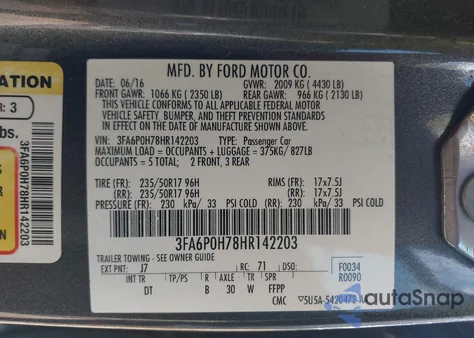 MFD. BY FORD MOTOR CO.
DATE: 06/16 GVWR: 2009 KG ( 4430 LB)
FRONT GAWR: 1066 KG ( 2350 LB) REAR GAWR: 966 KG ( 2130 LB)
THIS VEHICLE CONFORMS TO ALL APPLICABLE FEDERAL MOTOR
VEHICLE SAFETY, BUMPER, AND THEFT PREVENTION STANDARDS
IN EFFECT ON THE DATE OF MANUFACTURE SHOWN ABOVE.
VIN: 3FA6P0H78HR142203 TYPE: Passenger Car
MAXIMUM LOAD = OCCUPANTS + LUGGAGE = 375KG/ 827LB
OCCUPANTS = 5 TOTAL; 2 FRONT, 3 REAR
TIRE (FR): 235/50R17 96H RIMS (FR): 17x7.5J
TIRE (RR): 235/50R17 96H RIMS (RR): 17x7.5J
PRESSURE (FR): 230 kPa/ 33 PSI COLD (RR): 230 kPa/ 33 PSI COLD
3FA6P0H78HR142203
TRAILER TOWING - SEE OWNER GUIDE
EXT PNT: J7 RC: 71 DSO: F0034
R0090
INT TR TP/PS R AXLE TR SPR
DT B 30 W FFPP
CMC
autosnap
ATION
R: 3
lbs.
3FA6P0H78HR142203